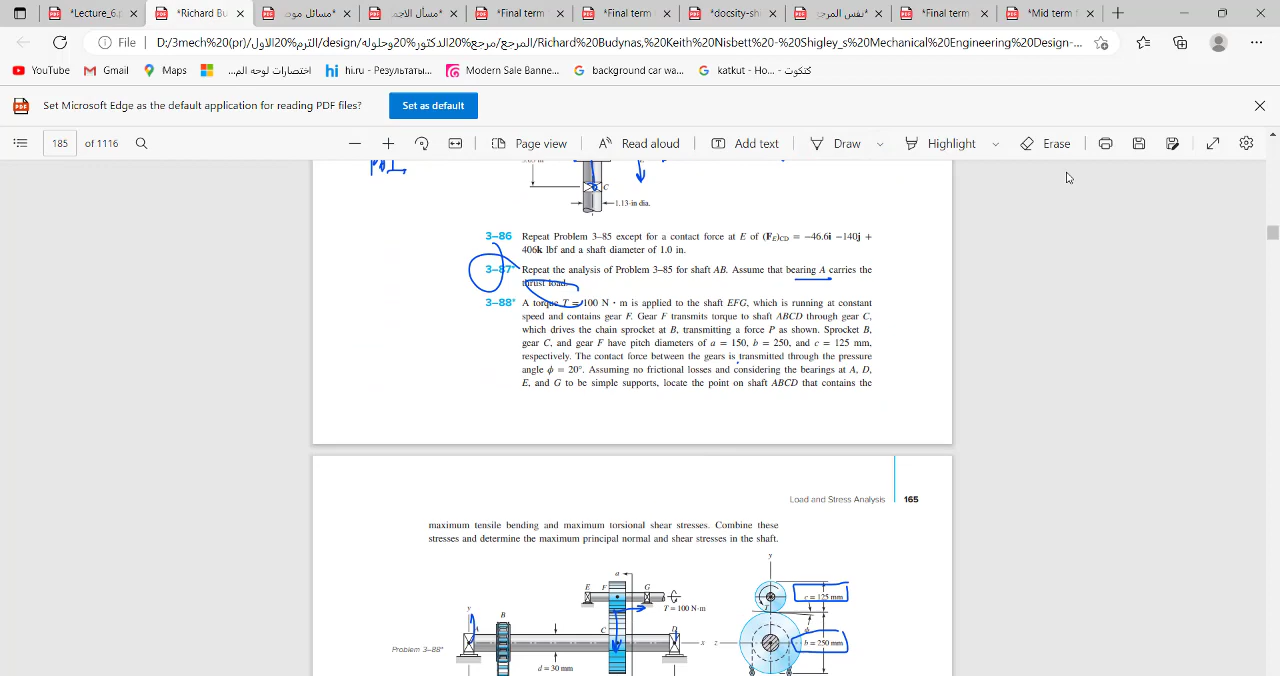 *Lecture_6.p
*Richard Bu
*مسائل موت
*مسأل الاجم
*Final term
*Final term
*docsity-sh
*نفس المرج
*Final term
*Mid term
File
D:/3mech%20(pr)/الترم%20الاول/design/مرجع%20الدكتور%20وحلوله/المرجع/Richard%20Budynas,%20Keith%20Nisbett%20-%20Shigley_s%20Mechanical%20Engineering%20Design-...
YouTube
Gmail
Maps
اختصارات لوحه الم...
hi.ru - Результаты...
Modern Sale Banne...
background car wa...
katkut - Ho... - كتكوت
Set Microsoft Edge as the default application for reading PDF files?
Set as default
185 of 1116
Page view
Read aloud
Add text
Draw
Highlight
Erase
C
1.13-in dia.
3–86 Repeat Problem 3–85 except for a contact force at E of (FE)CD = −46.6i −140j +
406k lbf and a shaft diameter of 1.0 in.
3–87* Repeat the analysis of Problem 3–85 for shaft AB. Assume that bearing A carries the
thrust load.
3–88* A torque T = 100 N · m is applied to the shaft EFG, which is running at constant
speed and contains gear F. Gear F transmits torque to shaft ABCD through gear C,
which drives the chain sprocket at B, transmitting a force P as shown. Sprocket B,
gear C, and gear F have pitch diameters of a = 150, b = 250, and c = 125 mm,
respectively. The contact force between the gears is transmitted through the pressure
angle ϕ = 20°. Assuming no frictional losses and considering the bearings at A, D,
E, and G to be simple supports, locate the point on shaft ABCD that contains the
Load and Stress Analysis 165
maximum tensile bending and maximum torsional shear stresses. Combine these
stresses and determine the maximum principal normal and shear stresses in the shaft.
y
a
E F G
c = 125 mm
T = 100 N·m
y
B
A
C
D
x
z
b = 250 mm
Problem 3–88*
d = 30 mm